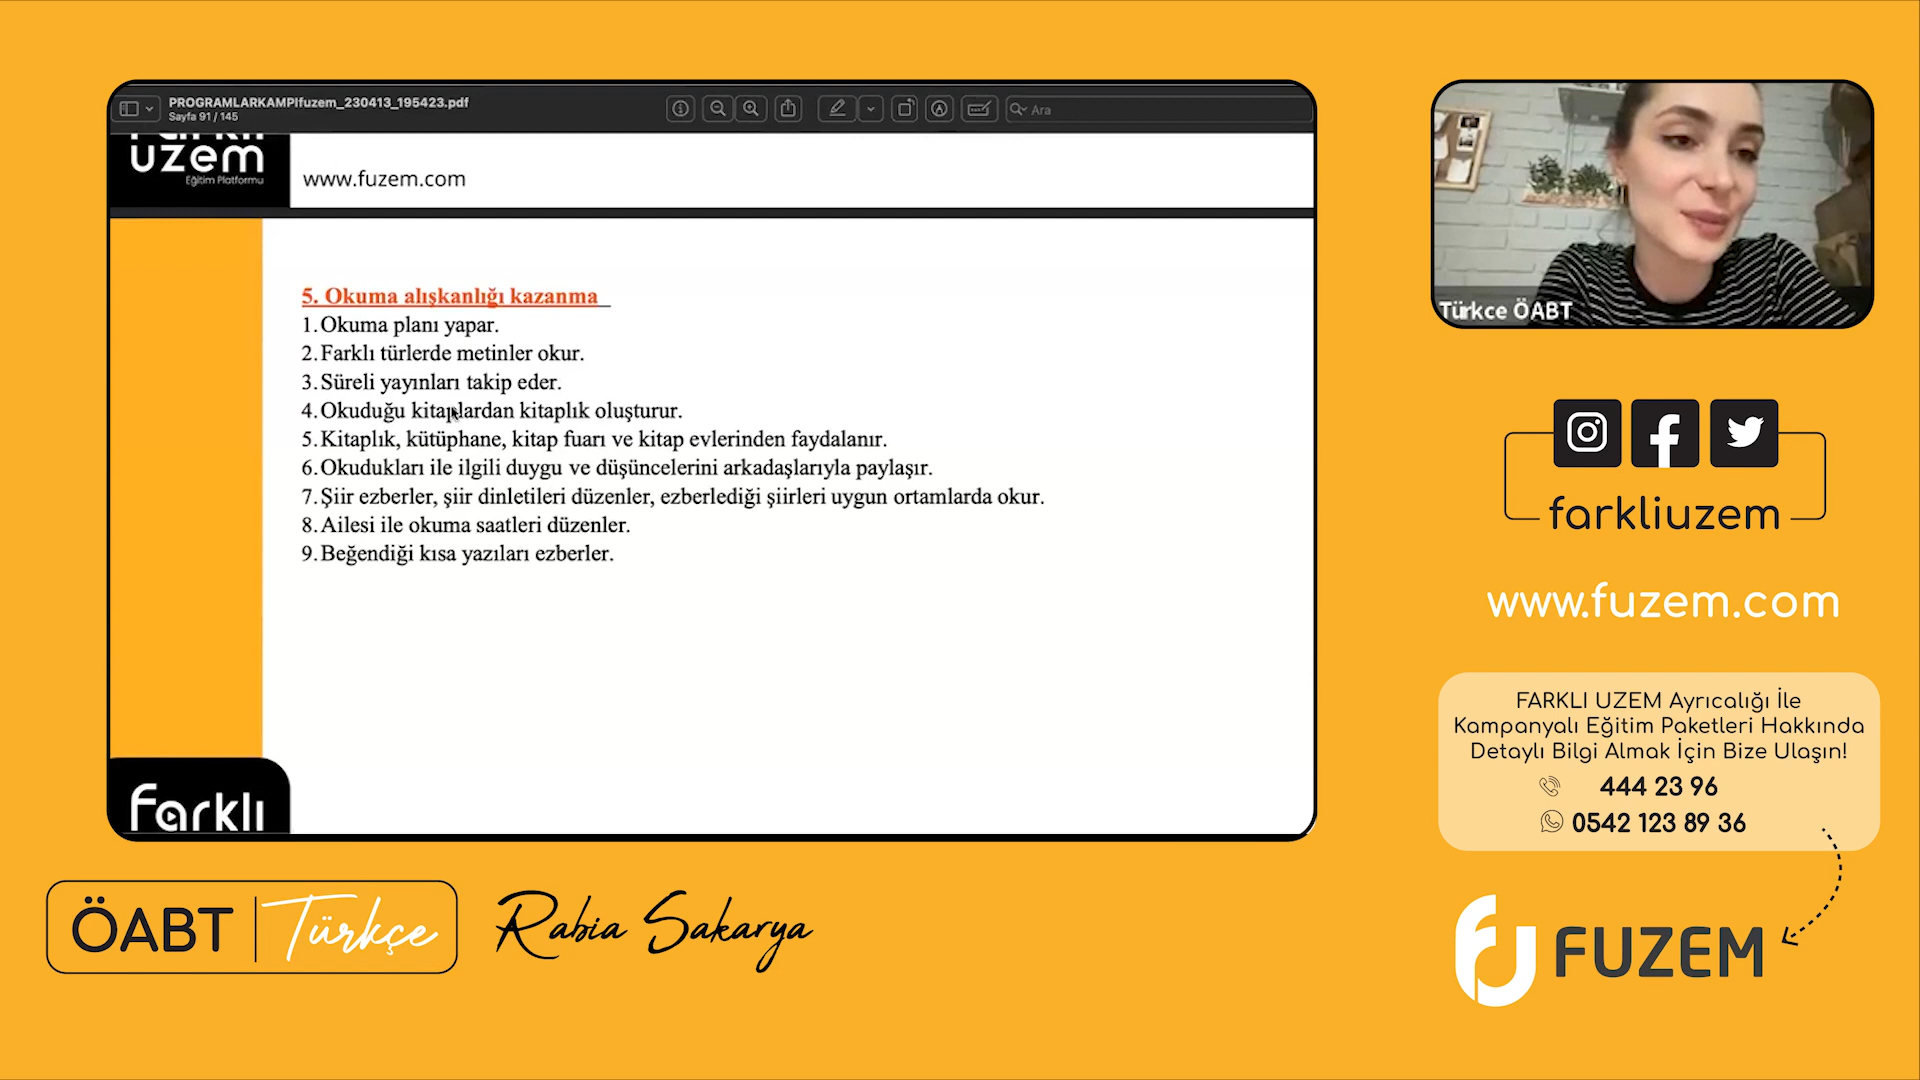 PROGRAMLARKAMPIfuzem_230413_195423.pdf
Sayfa 91 / 145
Ara
uzem
Eğitim Platformu
www.fuzem.com
5. Okuma alışkanlığı kazanma
1. Okuma planı yapar.
2. Farklı türlerde metinler okur.
3. Süreli yayınları takip eder.
4. Okuduğu kitaplardan kitaplık oluşturur.
5. Kitaplık, kütüphane, kitap fuarı ve kitap evlerinden faydalanır.
6. Okudukları ile ilgili duygu ve düşüncelerini arkadaşlarıyla paylaşır.
7. Şiir ezberler, şiir dinletileri düzenler, ezberlediği şiirleri uygun ortamlarda okur.
8. Ailesi ile okuma saatleri düzenler.
9. Beğendiği kısa yazıları ezberler.
Farklı
Türkce ÖABT
farkliuzem
www.fuzem.com
FARKLI UZEM Ayrıcalığı İle
Kampanyalı Eğitim Paketleri Hakkında
Detaylı Bilgi Almak İçin Bize Ulaşın!
444 23 96
0542 123 89 36
FUZEM
ÖABT Türkçe
Rabia Sakarya